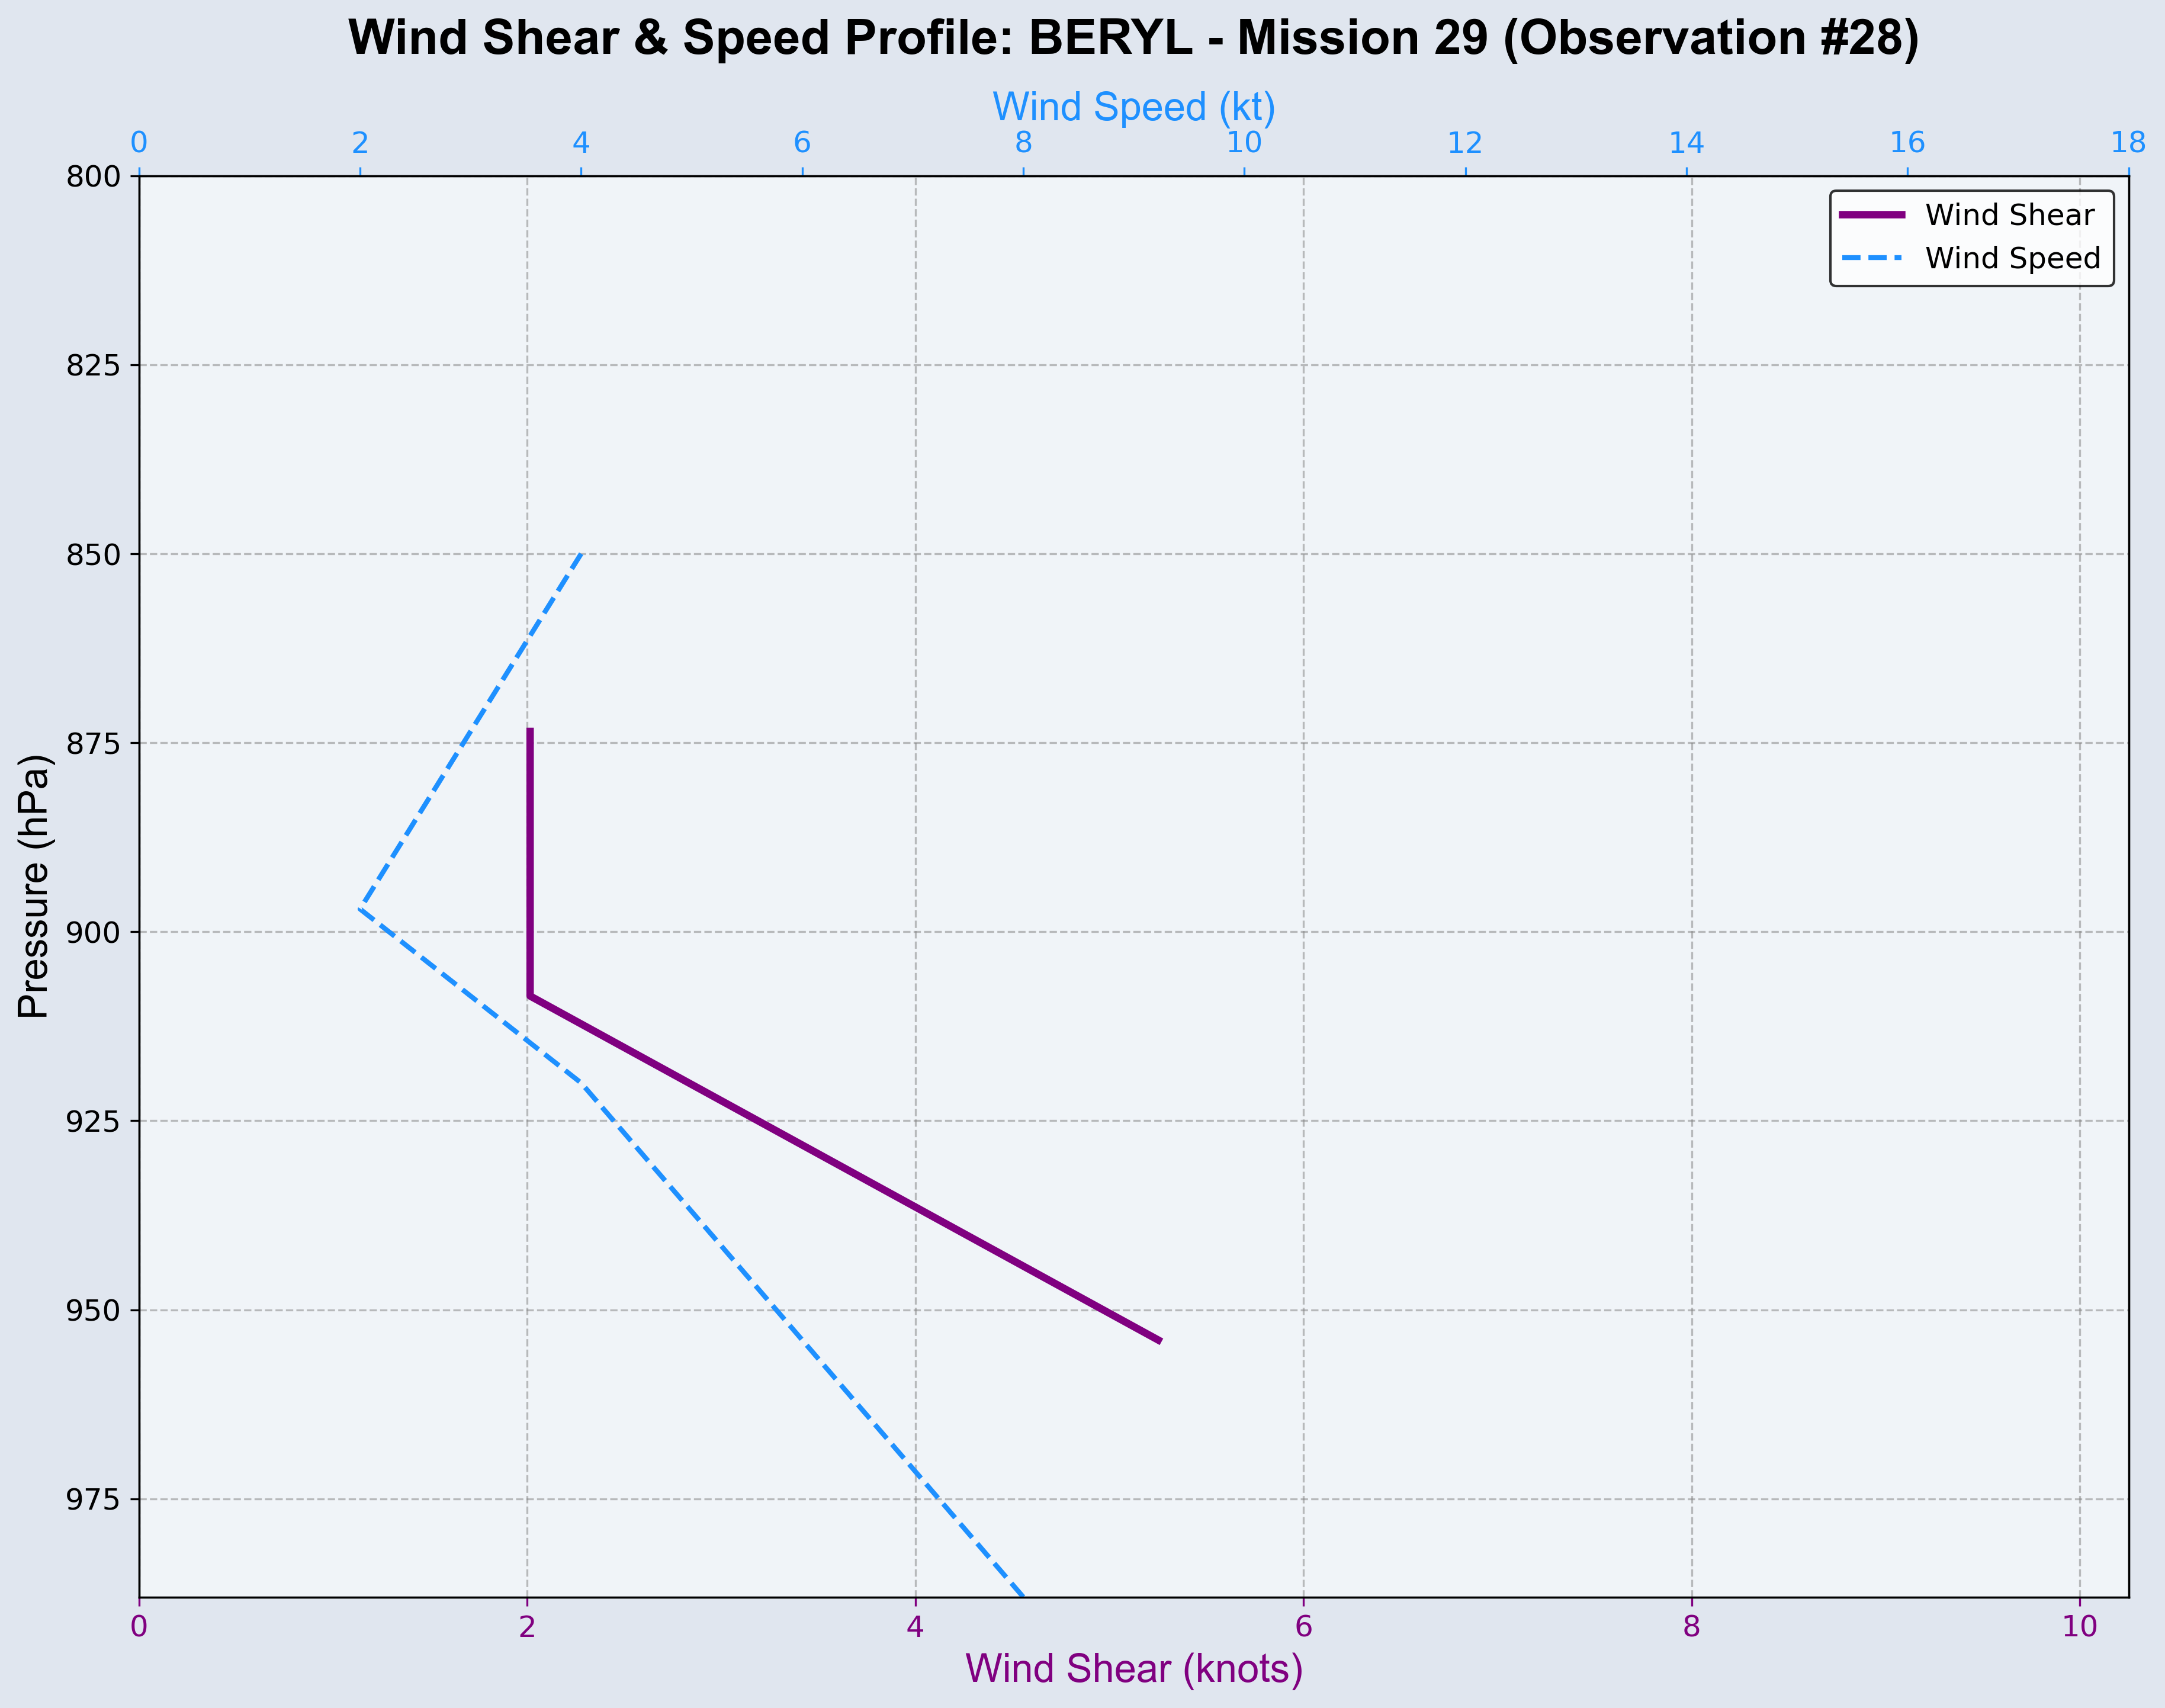 Wind Shear & Speed Profile: BERYL - Mission 29 (Observation #28)
Wind Speed (kt)
0 2 4 6 8 10 12 14 16 18
Wind Shear
Wind Speed
800
825
850
875
900
925
950
975
Pressure (hPa)
0 2 4 6 8 10
Wind Shear (knots)